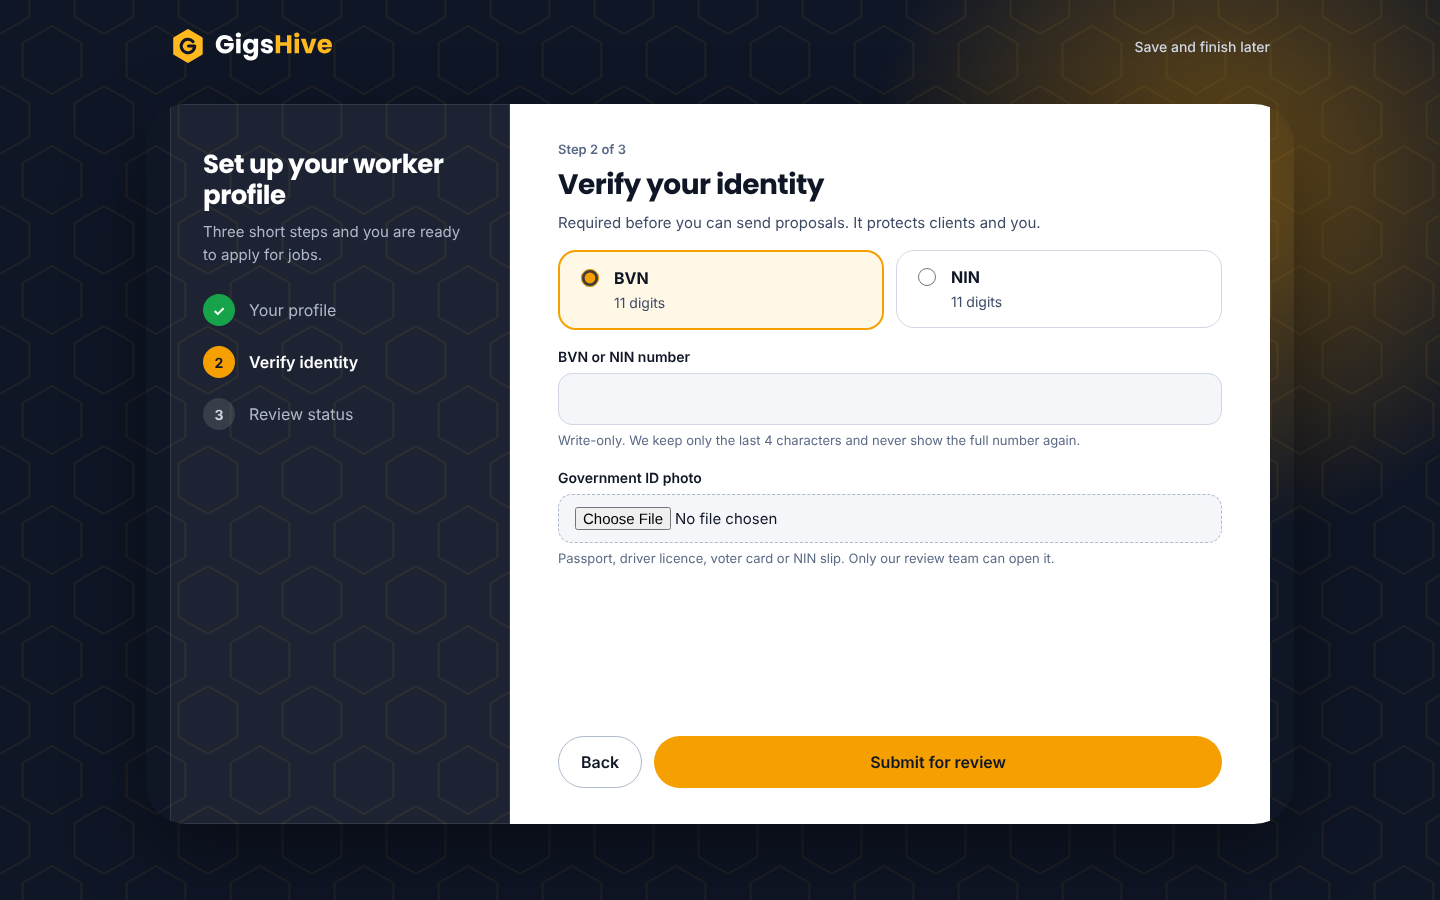 GigsHive
Save and finish later
Set up your worker
profile
Three short steps and you are ready
to apply for jobs.
Your profile
2
Verify identity
3
Review status
Step 2 of 3
Verify your identity
Required before you can send proposals. It protects clients and you.
BVN
11 digits
NIN
11 digits
BVN or NIN number
Write-only. We keep only the last 4 characters and never show the full number again.
Government ID photo
Choose File No file chosen
Passport, driver licence, voter card or NIN slip. Only our review team can open it.
Back
Submit for review